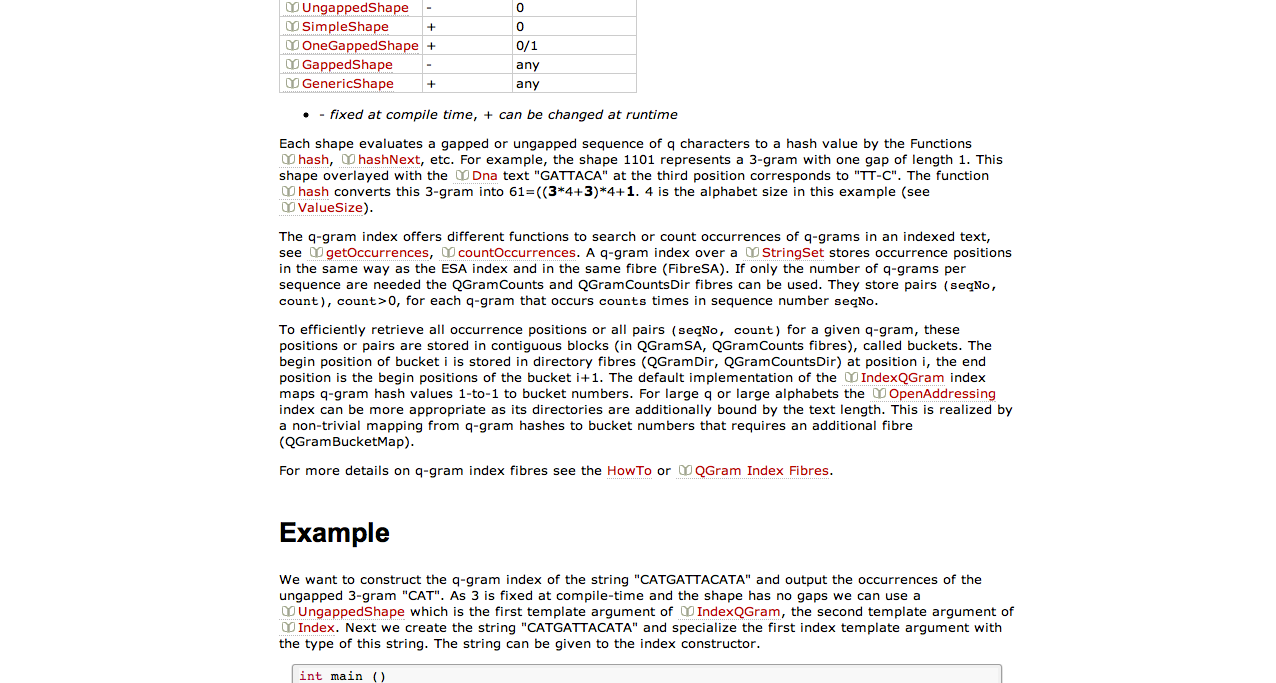 UngappedShape - 0
SimpleShape + 0
OneGappedShape + 0/1
GappedShape - any
GenericShape + any
• - fixed at compile time, + can be changed at runtime
Each shape evaluates a gapped or ungapped sequence of q characters to a hash value by the Functions
hash, hashNext, etc. For example, the shape 1101 represents a 3-gram with one gap of length 1. This
shape overlayed with the Dna text "GATTACA" at the third position corresponds to "TT-C". The function
hash converts this 3-gram into 61=((3*4+3)*4+1. 4 is the alphabet size in this example (see
ValueSize).
The q-gram index offers different functions to search or count occurrences of q-grams in an indexed text,
see getOccurrences, countOccurrences. A q-gram index over a StringSet stores occurrence positions
in the same way as the ESA index and in the same fibre (FibreSA). If only the number of q-grams per
sequence are needed the QGramCounts and QGramCountsDir fibres can be used. They store pairs (seqNo,
count), count>0, for each q-gram that occurs counts times in sequence number seqNo.
To efficiently retrieve all occurrence positions or all pairs (seqNo, count) for a given q-gram, these
positions or pairs are stored in contiguous blocks (in QGramSA, QGramCounts fibres), called buckets. The
begin position of bucket i is stored in directory fibres (QGramDir, QGramCountsDir) at position i, the end
position is the begin positions of the bucket i+1. The default implementation of the IndexQGram index
maps q-gram hash values 1-to-1 to bucket numbers. For large q or large alphabets the OpenAddressing
index can be more appropriate as its directories are additionally bound by the text length. This is realized by
a non-trivial mapping from q-gram hashes to bucket numbers that requires an additional fibre
(QGramBucketMap).
For more details on q-gram index fibres see the HowTo or QGram Index Fibres.
Example
We want to construct the q-gram index of the string "CATGATTACATA" and output the occurrences of the
ungapped 3-gram "CAT". As 3 is fixed at compile-time and the shape has no gaps we can use a
UngappedShape which is the first template argument of IndexQGram, the second template argument of
Index. Next we create the string "CATGATTACATA" and specialize the first index template argument with
the type of this string. The string can be given to the index constructor.
int main ()